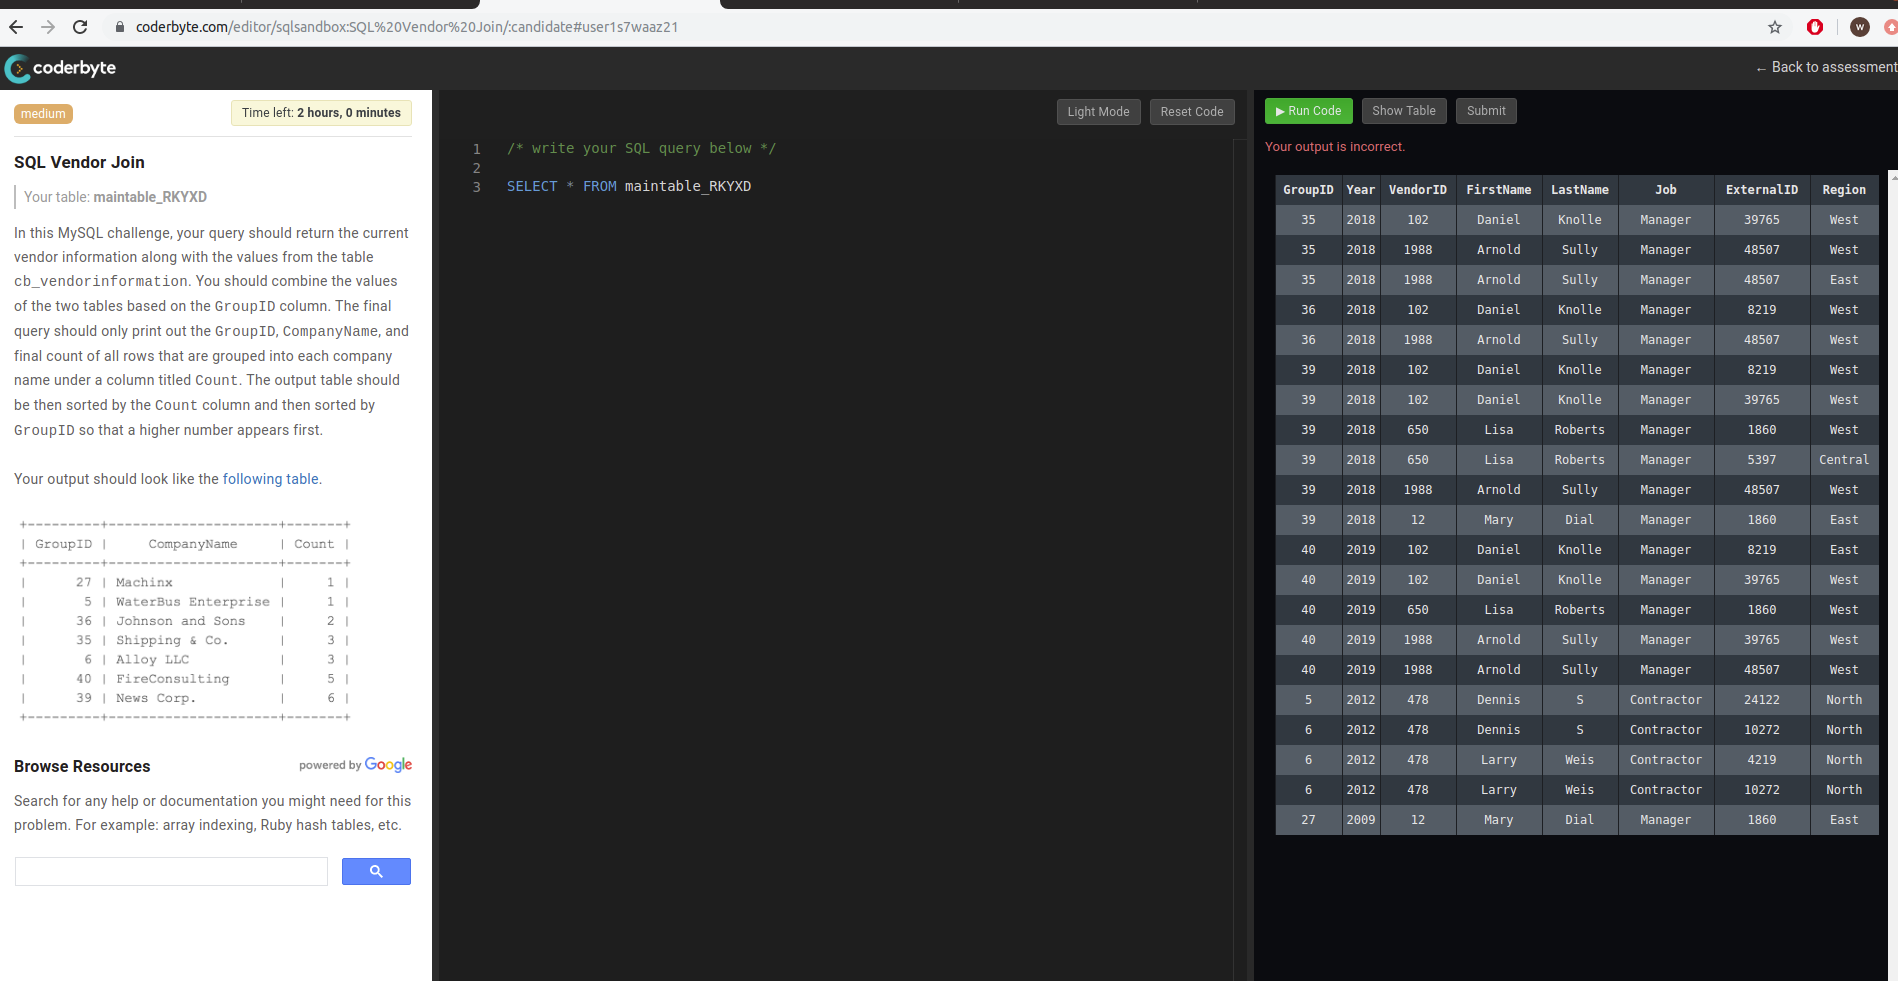 coderbyte.com/editor/sqlsandbox:SQL%20Vendor%20Join/:candidate#user1s7waaz21
W
coderbyte
← Back to assessment
medium
Time left: 2 hours, 0 minutes
SQL Vendor Join
Your table: maintable_RKYXD
In this MySQL challenge, your query should return the current
vendor information along with the values from the table
cb_vendorinformation. You should combine the values
of the two tables based on the GroupID column. The final
query should only print out the GroupID, CompanyName, and
final count of all rows that are grouped into each company
name under a column titled Count. The output table should
be then sorted by the Count column and then sorted by
GroupID so that a higher number appears first.
Your output should look like the following table.
+---------+--------------------+-------+
| GroupID | CompanyName | Count |
+---------+--------------------+-------+
| 27 | Machinx | 1 |
| 5 | WaterBus Enterprise | 1 |
| 36 | Johnson and Sons | 2 |
| 35 | Shipping & Co. | 3 |
| 6 | Alloy LLC | 3 |
| 40 | FireConsulting | 5 |
| 39 | News Corp. | 6 |
+---------+--------------------+-------+
Browse Resources
powered by Google
Search for any help or documentation you might need for this
problem. For example: array indexing, Ruby hash tables, etc.
Light Mode
Reset Code
1 /* write your SQL query below */
2
3 SELECT * FROM maintable_RKYXD
▶ Run Code
Show Table
Submit
Your output is incorrect.
GroupID Year VendorID FirstName LastName Job ExternalID Region
35 2018 102 Daniel Knolle Manager 39765 West
35 2018 1988 Arnold Sully Manager 48507 West
35 2018 1988 Arnold Sully Manager 48507 East
36 2018 102 Daniel Knolle Manager 8219 West
36 2018 1988 Arnold Sully Manager 48507 West
39 2018 102 Daniel Knolle Manager 8219 West
39 2018 102 Daniel Knolle Manager 39765 West
39 2018 650 Lisa Roberts Manager 1860 West
39 2018 650 Lisa Roberts Manager 5397 Central
39 2018 1988 Arnold Sully Manager 48507 West
39 2018 12 Mary Dial Manager 1860 East
40 2019 102 Daniel Knolle Manager 8219 East
40 2019 102 Daniel Knolle Manager 39765 West
40 2019 650 Lisa Roberts Manager 1860 West
40 2019 1988 Arnold Sully Manager 39765 West
40 2019 1988 Arnold Sully Manager 48507 West
5 2012 478 Dennis S Contractor 24122 North
6 2012 478 Dennis S Contractor 10272 North
6 2012 478 Larry Weis Contractor 4219 North
6 2012 478 Larry Weis Contractor 10272 North
27 2009 12 Mary Dial Manager 1860 East